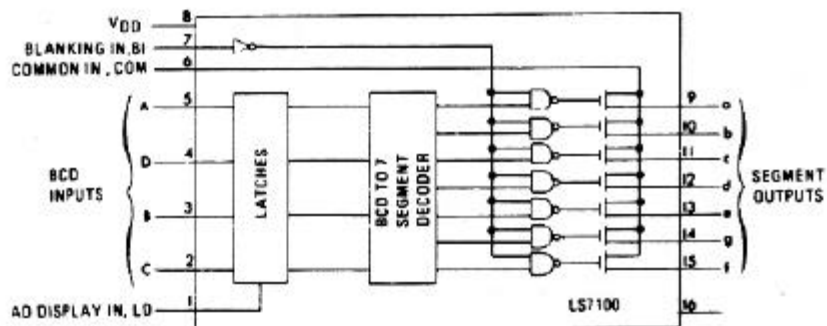 VDD 8
BLANKING IN, BI 7
COMMON IN, COM 6
BCD INPUTS
A 5
D 4
B 3
C 2
AD DISPLAY IN, LD 1
LATCHES
BCD TO 7 SEGMENT DECODER
9 a
10 b
11 c
12 d
13 e
14 g
15 f
16
SEGMENT OUTPUTS
LS7100